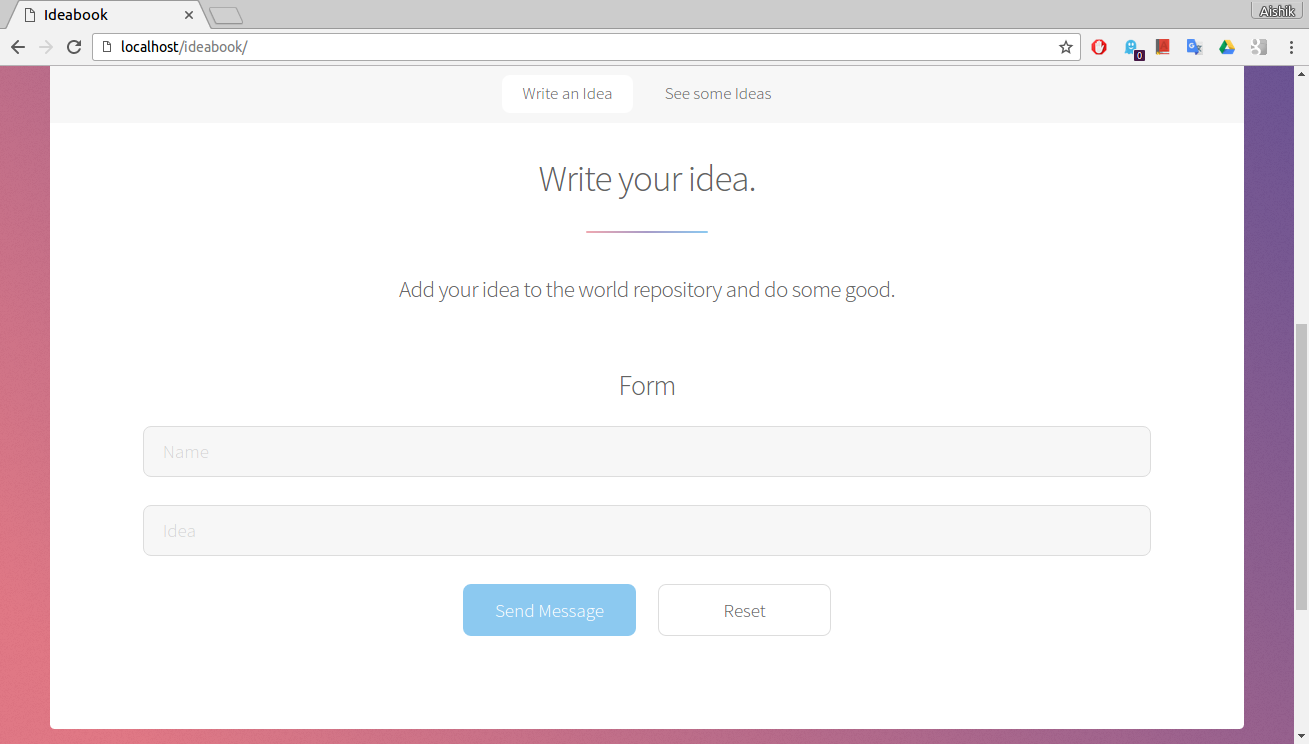 Ideabook
Aishik
localhost/ideabook/
0
Write an Idea
See some Ideas
Write your idea.
Add your idea to the world repository and do some good.
Form
Name
Idea
Send Message
Reset